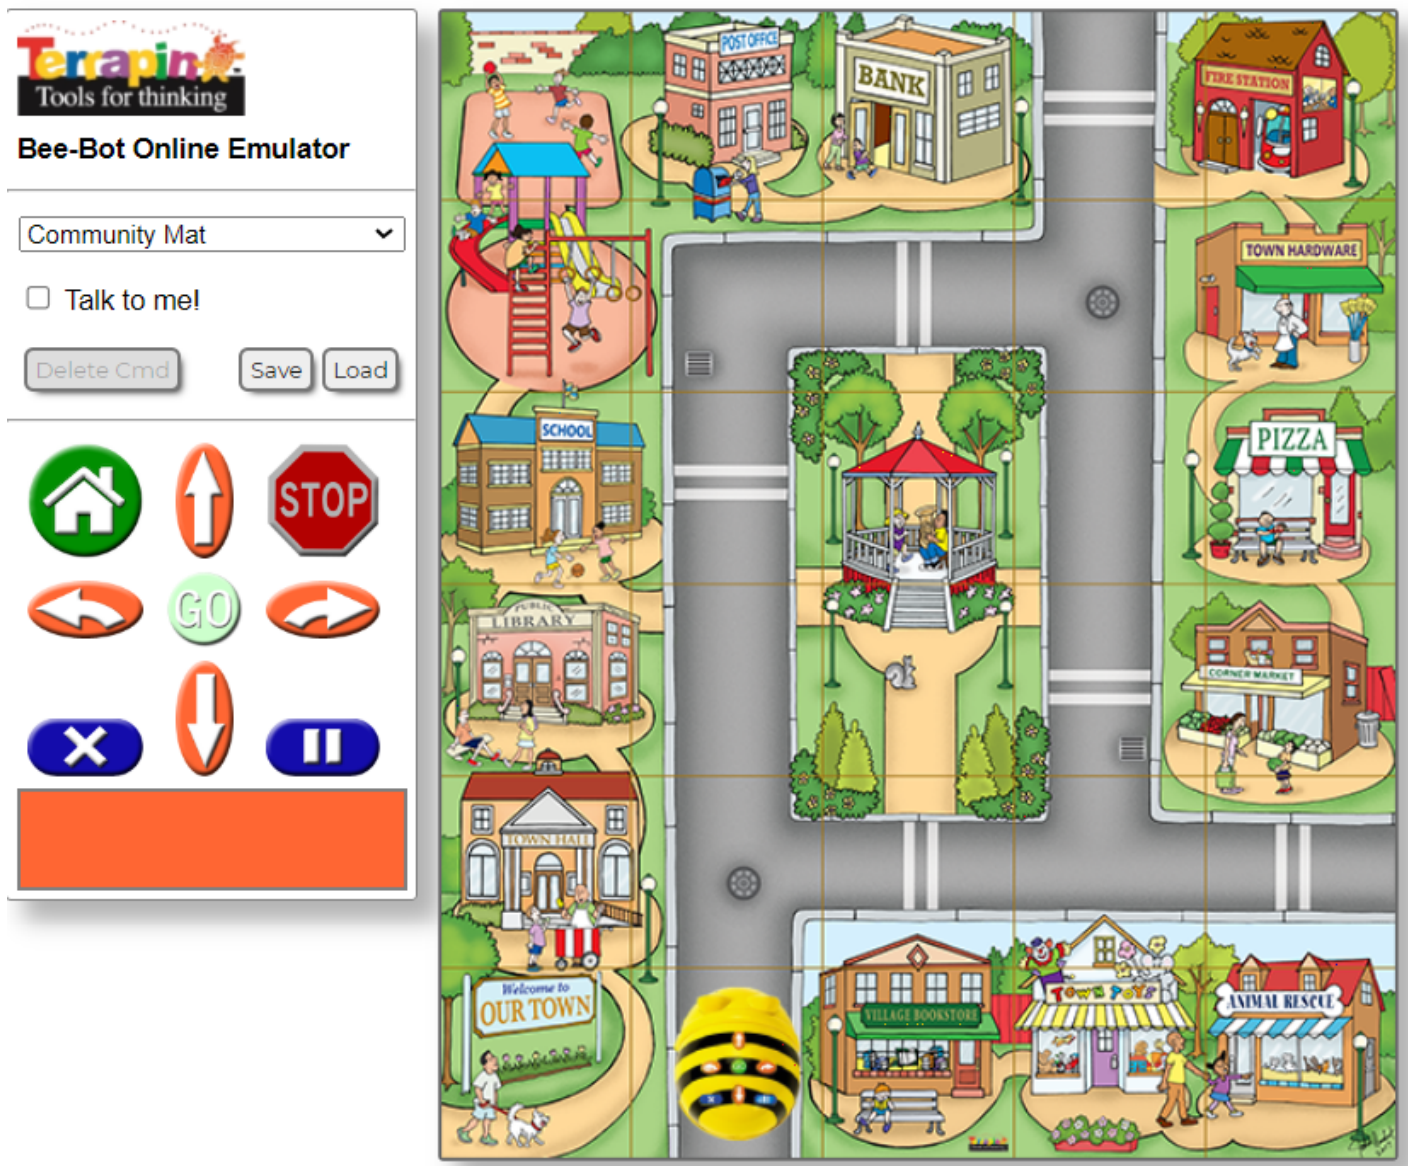 Terrapin
Tools for thinking
Bee-Bot Online Emulator
Community Mat
Talk to me!
Delete Cmd
Save
Load
STOP
GO
POST OFFICE
BANK
FIRE STATION
TOWN HARDWARE
SCHOOL
PIZZA
PUBLIC
LIBRARY
CORNER MARKET
TOWN HALL
Welcome to
OUR TOWN
VILLAGE BOOKSTORE
TOWN TOYS
ANIMAL RESCUE
Terrapin